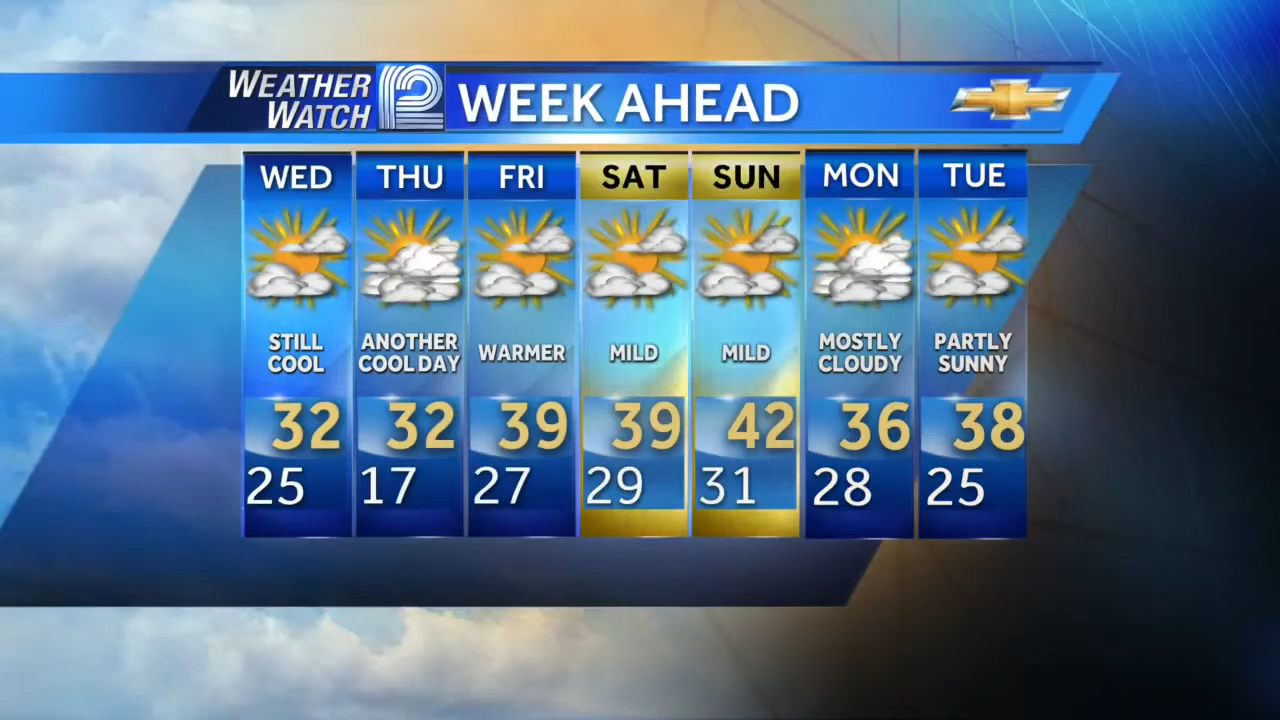 WEATHER WATCH 12 WEEK AHEAD
WED THU FRI SAT SUN MON TUE
STILL COOL
ANOTHER COOL DAY
WARMER
MILD
MILD
MOSTLY CLOUDY
PARTLY SUNNY
32 32 39 39 42 36 38
25 17 27 29 31 28 25